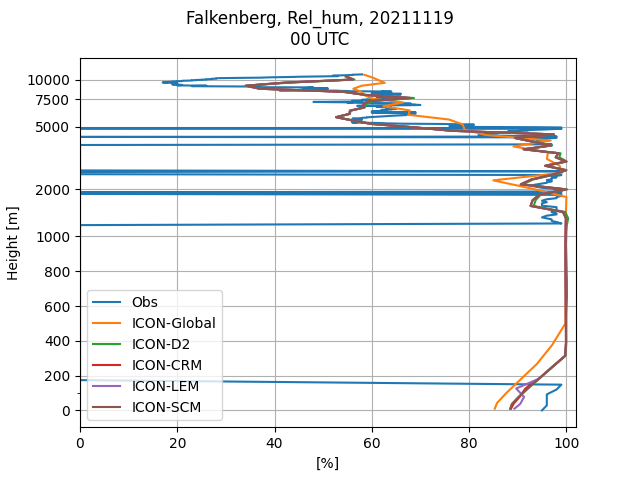 Falkenberg, Rel_hum, 20211119
00 UTC
10000
7500
5000
2000
1000
800
600
400
200
0
Height [m]
Obs
ICON-Global
ICON-D2
ICON-CRM
ICON-LEM
ICON-SCM
0 20 40 60 80 100
[%]